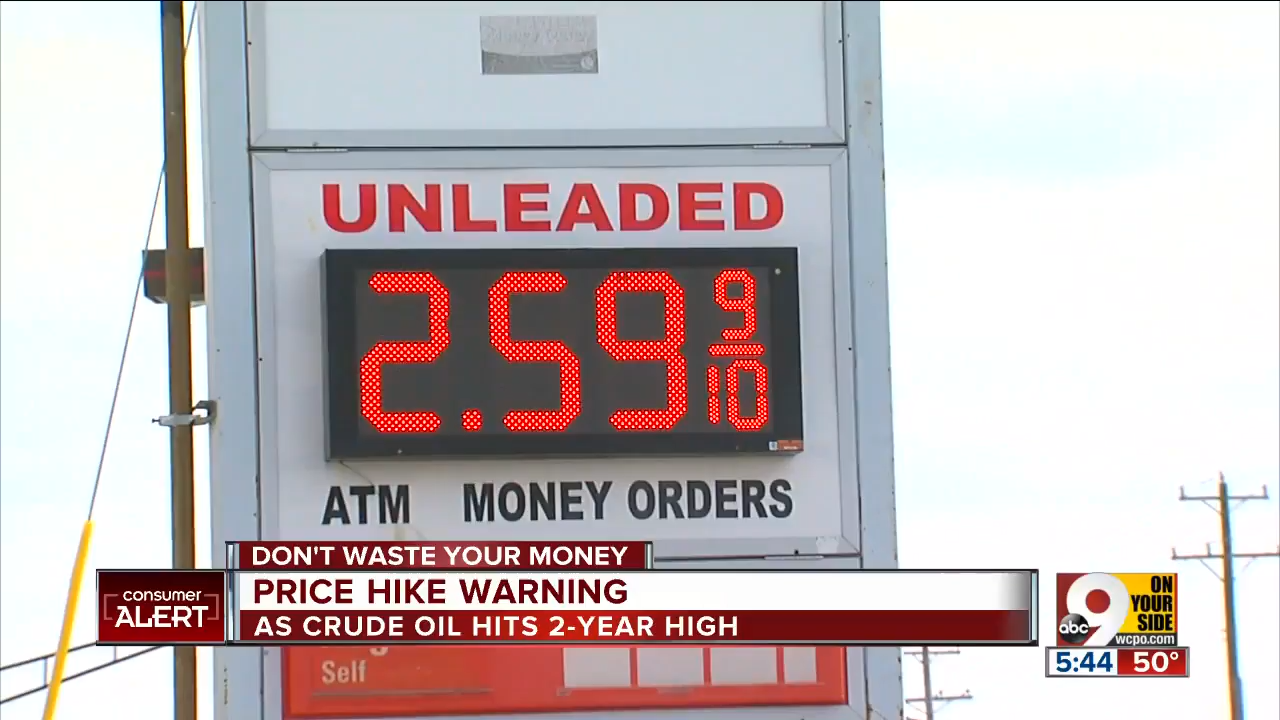 UNLEADED
2.59 9/10
ATM MONEY ORDERS
DON'T WASTE YOUR MONEY
consumer ALERT
PRICE HIKE WARNING
AS CRUDE OIL HITS 2-YEAR HIGH
Self
abc 9 ON YOUR SIDE
wcpo.com
5:44 50°